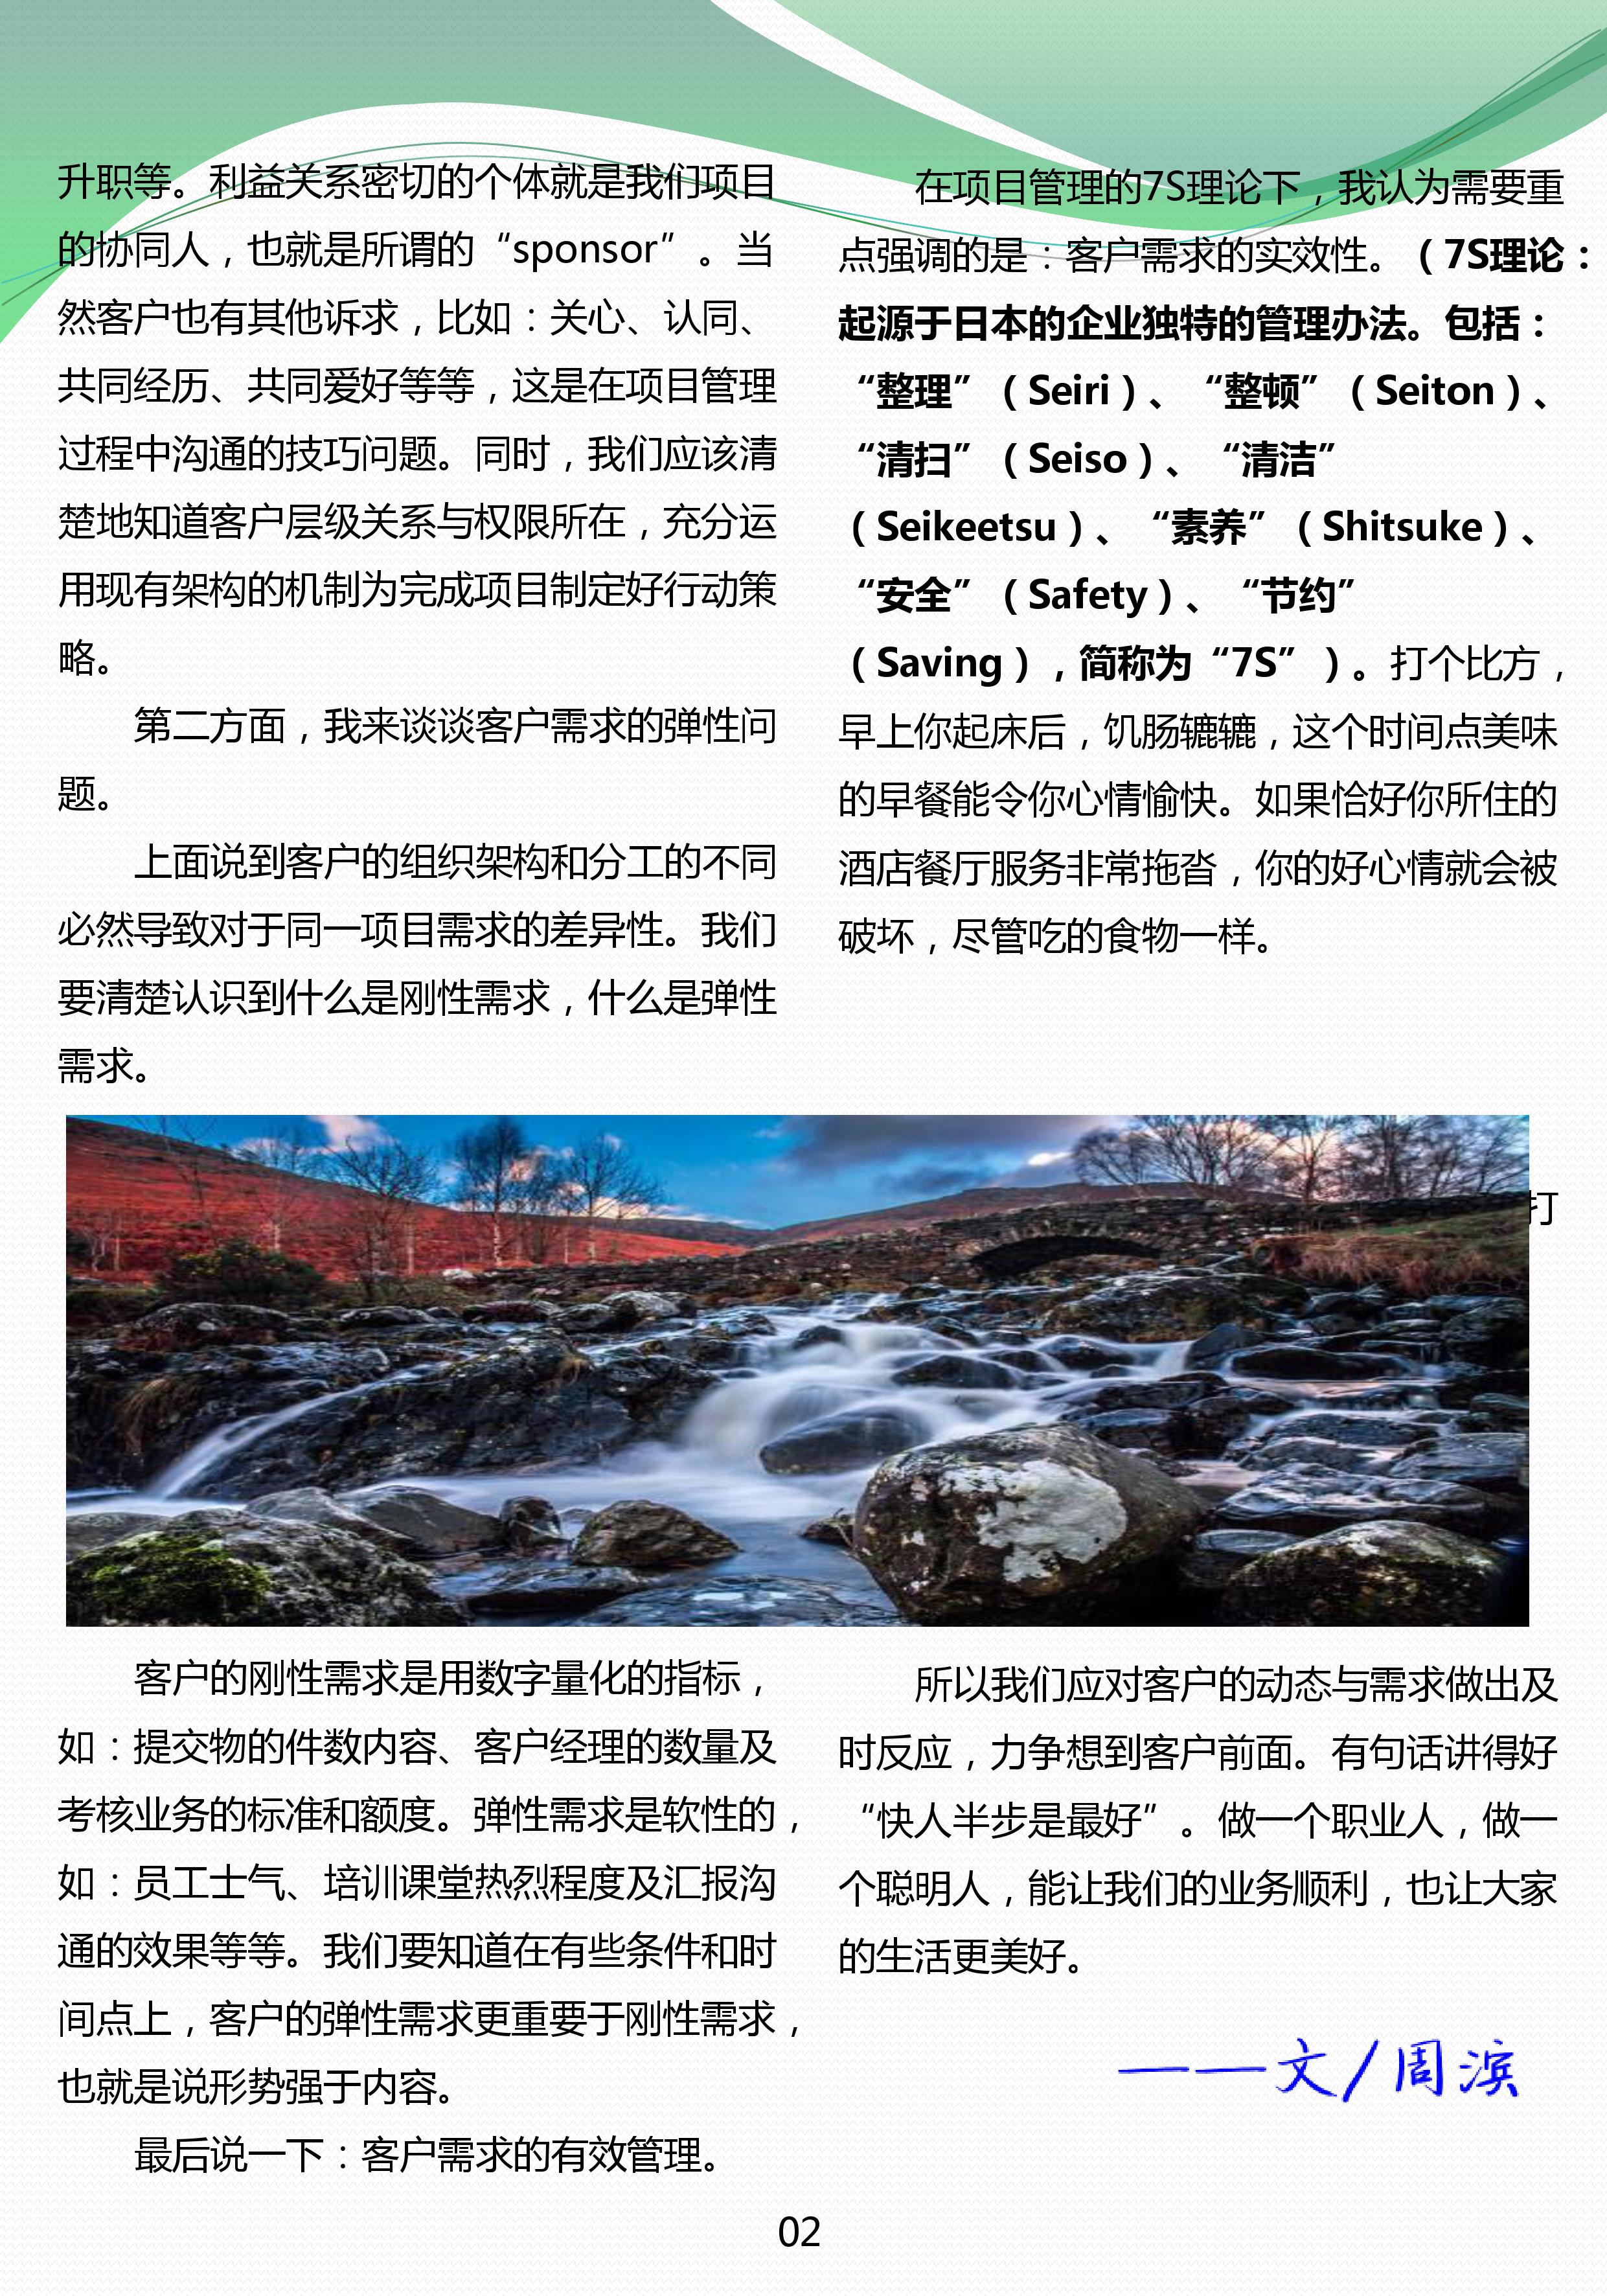 升职等。利益关系密切的个体就是我们项目
的协同人，也就是所谓的“sponsor”。当
然客户也有其他诉求，比如：关心、认同、
共同经历、共同爱好等等，这是在项目管理
过程中沟通的技巧问题。同时，我们应该清
楚地知道客户层级关系与权限所在，充分运
用现有架构的机制为完成项目制定好行动策
略。
第二方面，我来谈谈客户需求的弹性问
题。
上面说到客户的组织架构和分工的不同
必然导致对于同一项目需求的差异性。我们
要清楚认识到什么是刚性需求，什么是弹性
需求。
客户的刚性需求是用数字量化的指标，
如：提交物的件数内容、客户经理的数量及
考核业务的标准和额度。弹性需求是软性的，
如：员工士气、培训课堂热烈程度及汇报沟
通的效果等等。我们要知道在有些条件和时
间点上，客户的弹性需求更重要于刚性需求，
也就是说形势强于内容。
最后说一下：客户需求的有效管理。
在项目管理的7S理论下，我认为需要重
点强调的是：客户需求的实效性。（7S理论：
起源于日本的企业独特的管理办法。包括：
“整理”（Seiri）、“整顿”（Seiton）、
“清扫”（Seiso）、“清洁”
（Seikeetsu）、“素养”（Shitsuke）、
“安全”（Safety）、“节约”
（Saving），简称为“7S”）。打个比方，
早上你起床后，饥肠辘辘，这个时间点美味
的早餐能令你心情愉快。如果恰好你所住的
酒店餐厅服务非常拖沓，你的好心情就会被
破坏，尽管吃的食物一样。
打
所以我们应对客户的动态与需求做出及
时反应，力争想到客户前面。有句话讲得好
“快人半步是最好”。做一个职业人，做一
个聪明人，能让我们的业务顺利，也让大家
的生活更美好。
——文/周滨
02